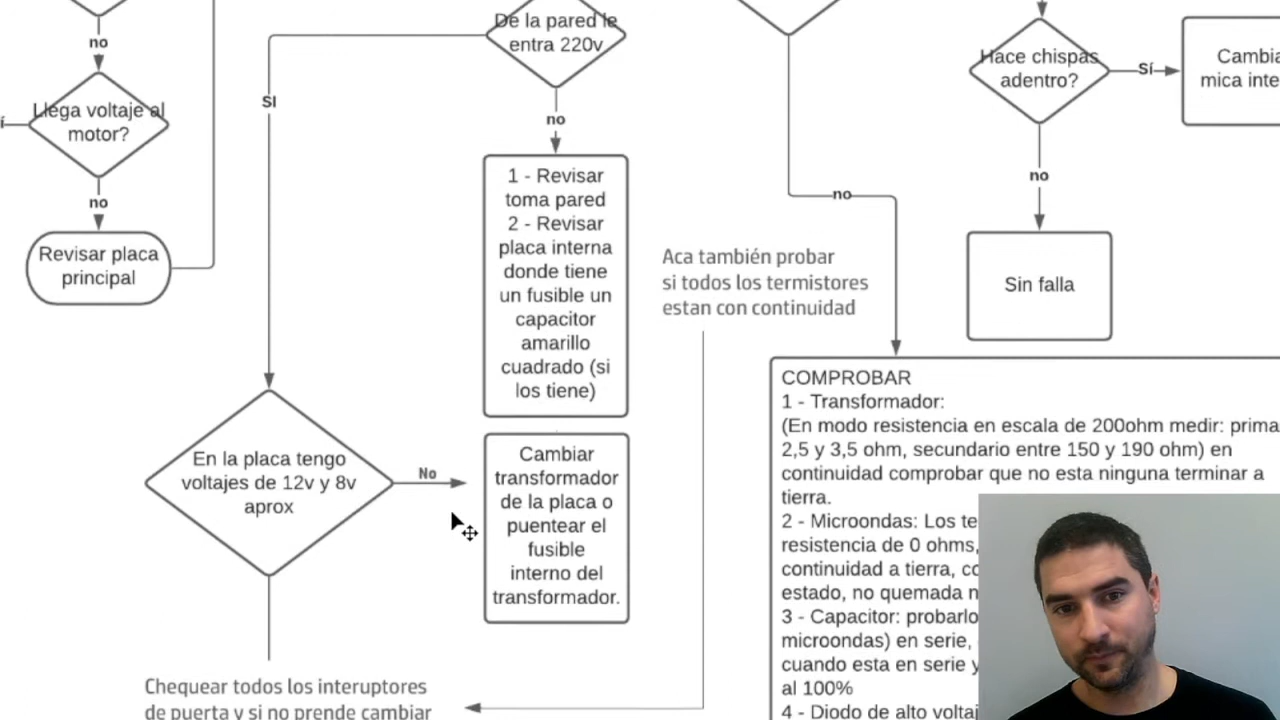 no
Llega voltaje al
motor?
no
Revisar placa
principal
De la pared le
entra 220v
SI
no
1 - Revisar
toma pared
2 - Revisar
placa interna
donde tiene
un fusible un
capacitor
amarillo
cuadrado (si
los tiene)
En la placa tengo
voltajes de 12v y 8v
aprox
No
Cambiar
transformador
de la placa o
puentear el
fusible
interno del
transformador.
Chequear todos los interuptores
de puerta y si no prende cambiar
Aca también probar
si todos los termistores
estan con continuidad
no
Hace chispas
adentro?
Sí
mica
no
Sin falla
COMPROBAR
1 - Transformador:
(En modo resistencia en escala de 200ohm medir:
2,5 y 3,5 ohm, secundario entre 150 y 190 ohm) en
continuidad comprobar que no esta ninguna terminar a
tierra.
2 - Microondas: Los
resistencia de 0 ohms,
continuidad a tierra,
estado, no quemada
3 - Capacitor: probarlo
microondas) en serie,
cuando esta en serie y
al 100%
4 - Diodo de alto